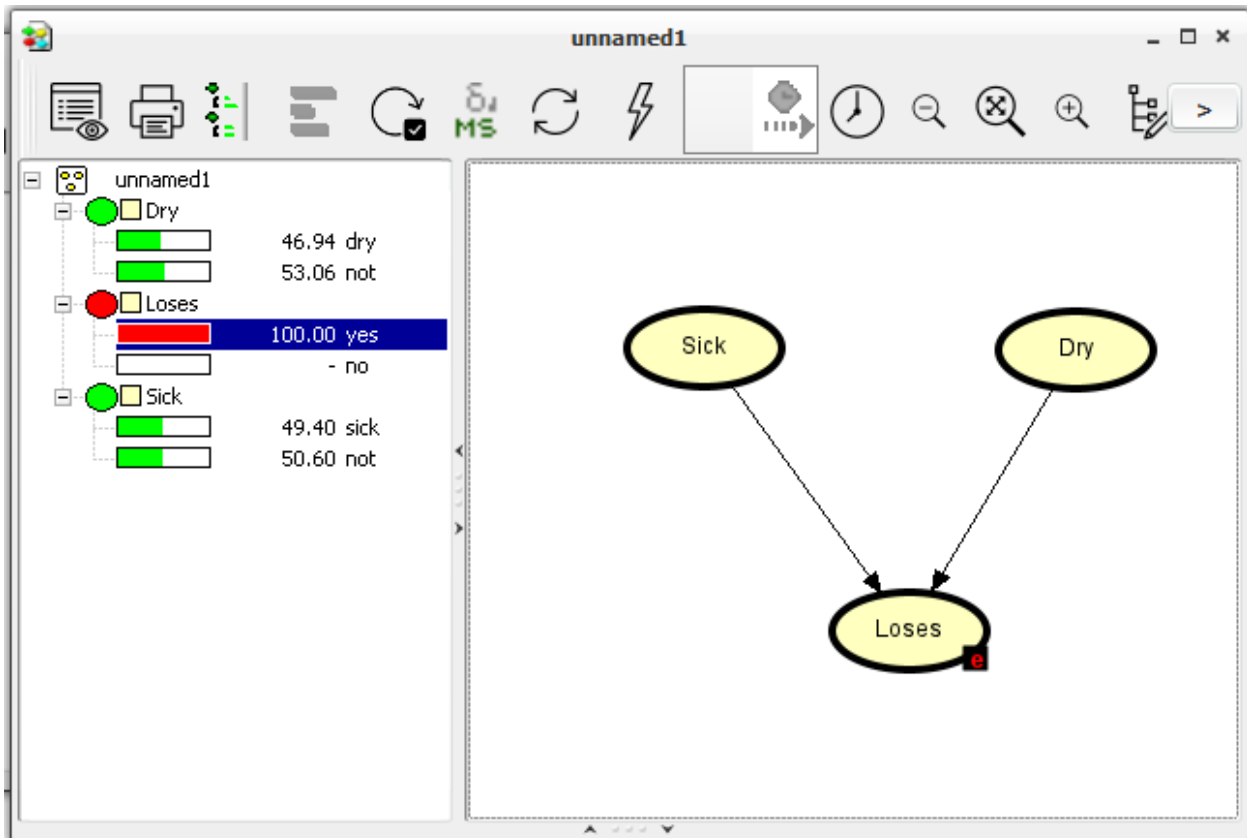 unnamed1
δ
MS
>
unnamed1
Dry
46.94 dry
53.06 not
Loses
100.00 yes
- no
Sick
49.40 sick
50.60 not
Sick
Dry
Loses
e